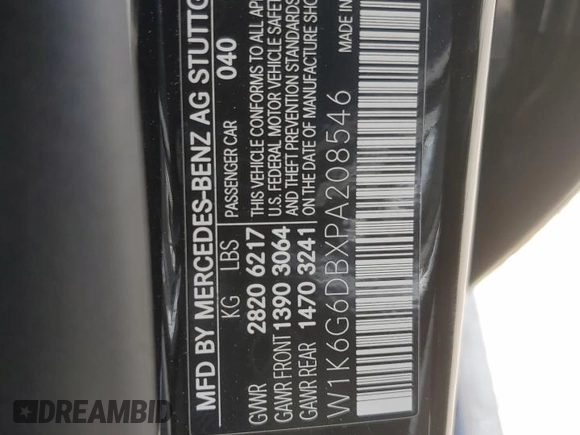 MFD BY MERCEDES-BENZ AG STUTTG
040
KG LBS PASSENGER CAR
GVWR 2820 6217
GAWR FRONT 1390 3064
GAWR REAR 1470 3241
THIS VEHICLE CONFORMS TO ALL
U.S. FEDERAL MOTOR VEHICLE SAFET
AND THEFT PREVENTION STANDARDS
ON THE DATE OF MANUFACTURE SHO
MADE IN
W1K6G6DBXPA208546
DREAMBID